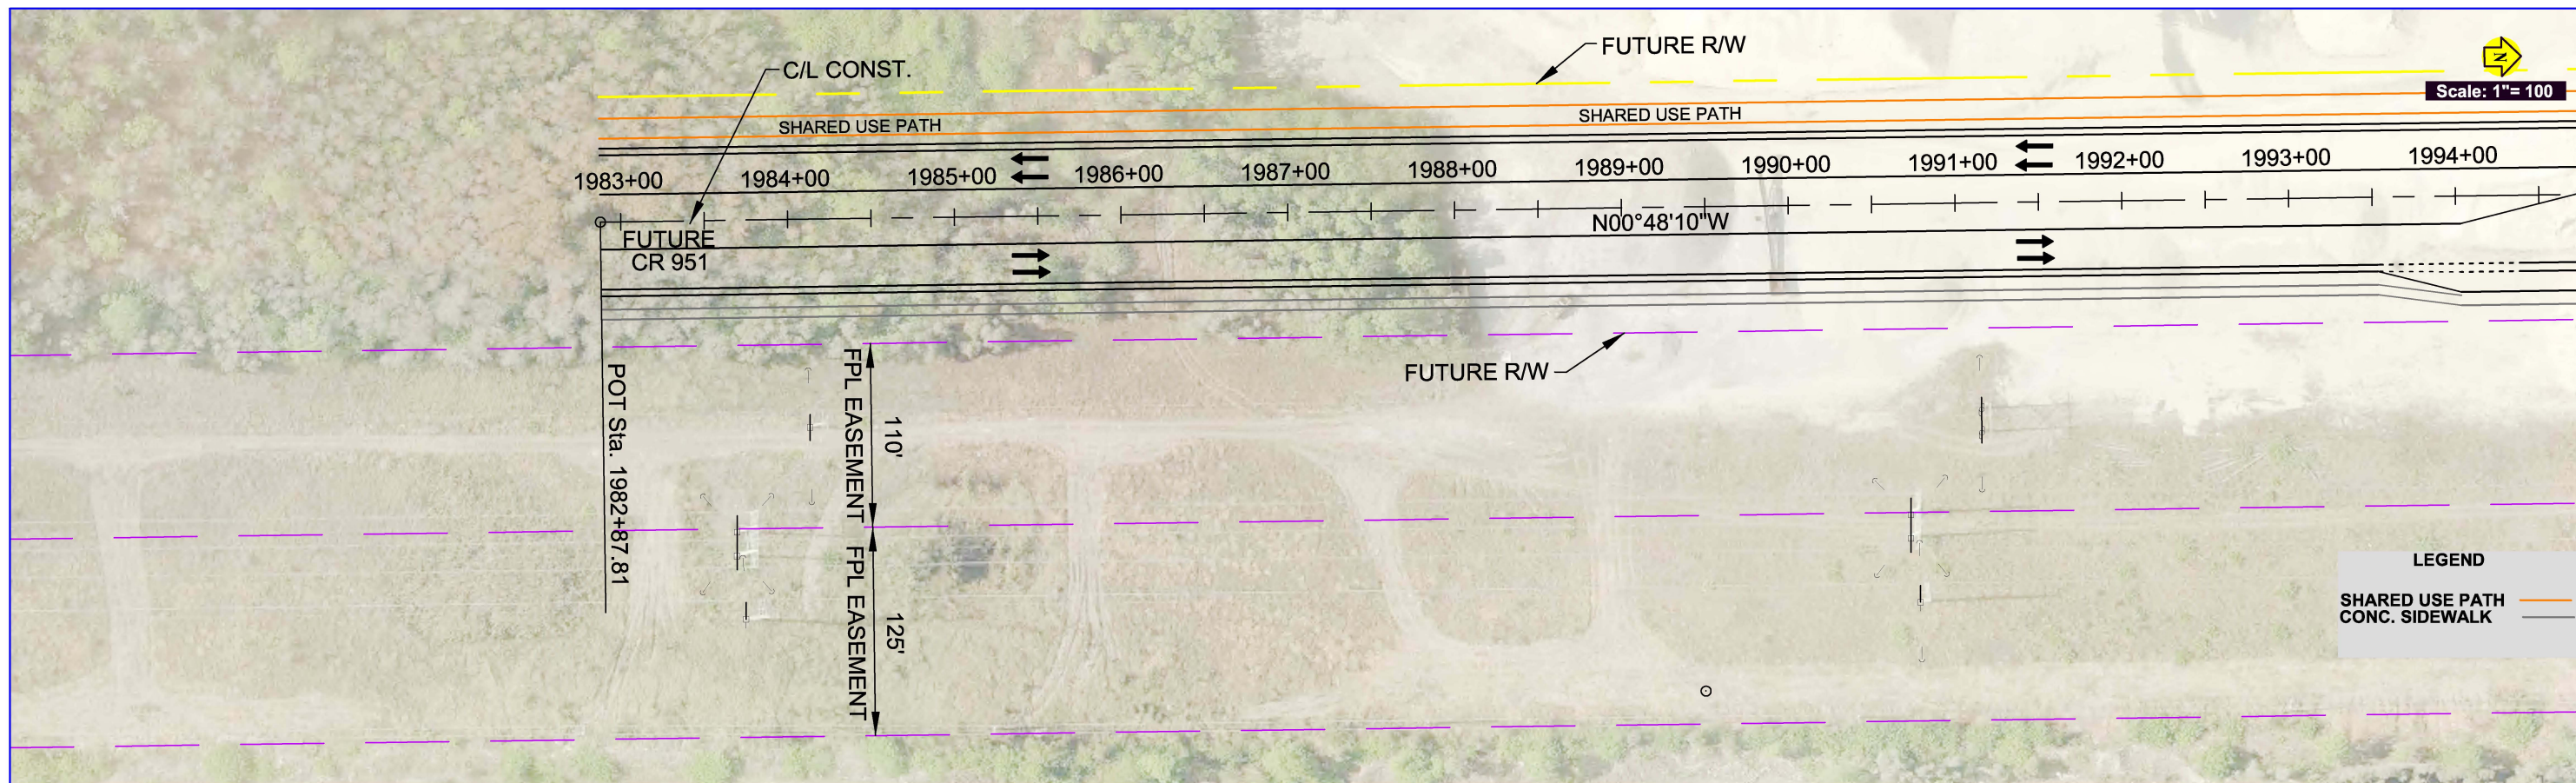 FUTURE R/W
C/L CONST.
N
Scale: 1"= 100
SHARED USE PATH
SHARED USE PATH
1983+00
1984+00
1985+00
1986+00
1987+00
1988+00
1989+00
1990+00
1991+00
1992+00
1993+00
1994+00
N00°48'10"W
FUTURE
CR 951
FUTURE R/W
POT Sta. 1982+87.81
FPL EASEMENT
110'
FPL EASEMENT
125'
LEGEND
SHARED USE PATH
CONC. SIDEWALK